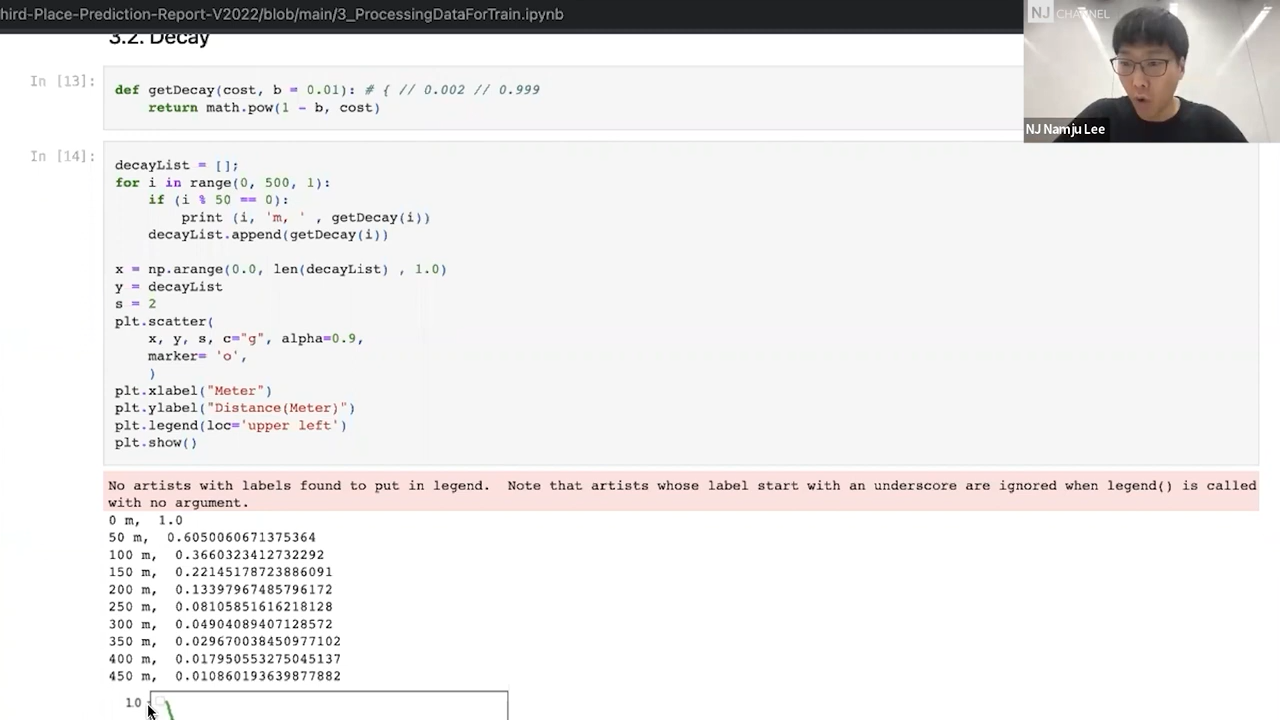 hird-Place-Prediction-Report-V2022/blob/main/3_ProcessingDataForTrain.ipynb
NJ CHANNEL
NJ Namju Lee
3.2. Decay
In [13]:
def getDecay(cost, b = 0.01): # { // 0.002 // 0.999
    return math.pow(1 - b, cost)
In [14]:
decayList = [];
for i in range(0, 500, 1):
    if (i % 50 == 0):
        print (i, 'm, ' , getDecay(i))
    decayList.append(getDecay(i))
x = np.arange(0.0, len(decayList) , 1.0)
y = decayList
s = 2
plt.scatter(
    x, y, s, c="g", alpha=0.9,
    marker= 'o',
    )
plt.xlabel("Meter")
plt.ylabel("Distance(Meter)")
plt.legend(loc='upper left')
plt.show()
No artists with labels found to put in legend.  Note that artists whose label start with an underscore are ignored when legend() is called
with no argument.
0 m,  1.0
50 m,  0.6050060671375364
100 m,  0.3660323412732292
150 m,  0.22145178723886091
200 m,  0.13397967485796172
250 m,  0.08105851616218128
300 m,  0.04904089407128572
350 m,  0.029670038450977102
400 m,  0.017950553275045137
450 m,  0.010860193639877882
1.0